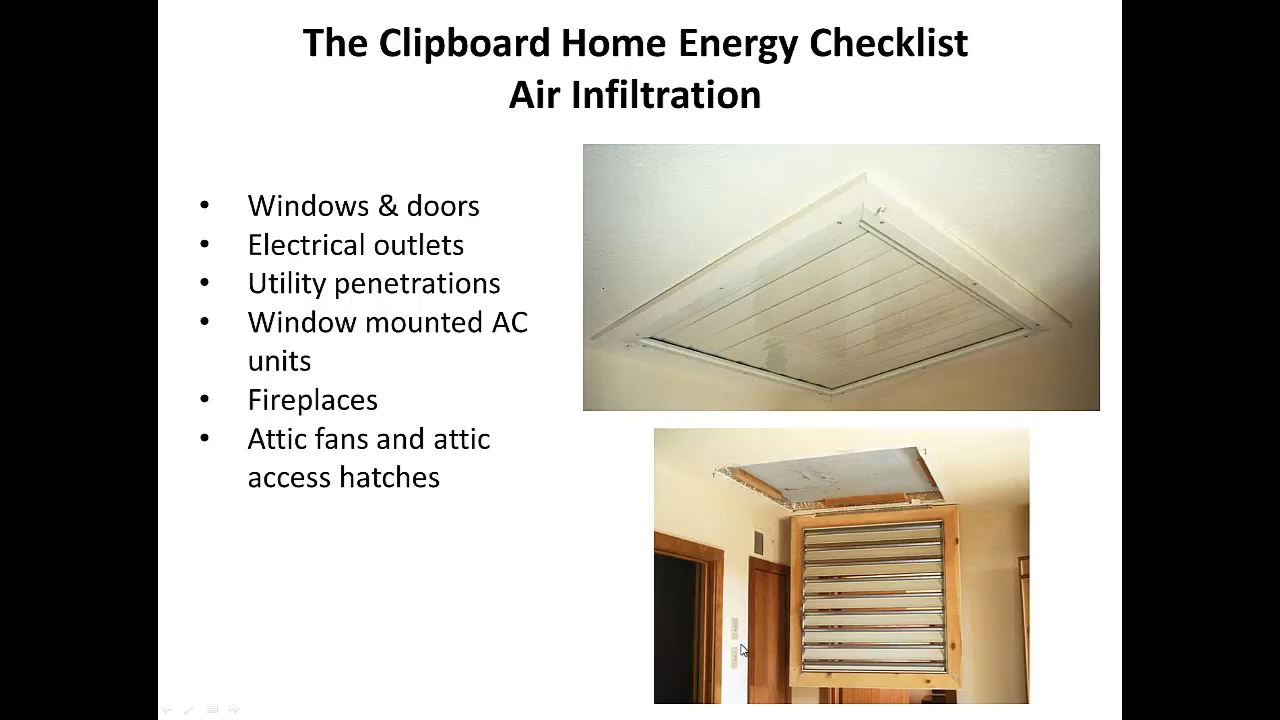 The Clipboard Home Energy Checklist
Air Infiltration
• Windows & doors
• Electrical outlets
• Utility penetrations
• Window mounted AC
units
• Fireplaces
• Attic fans and attic
access hatches